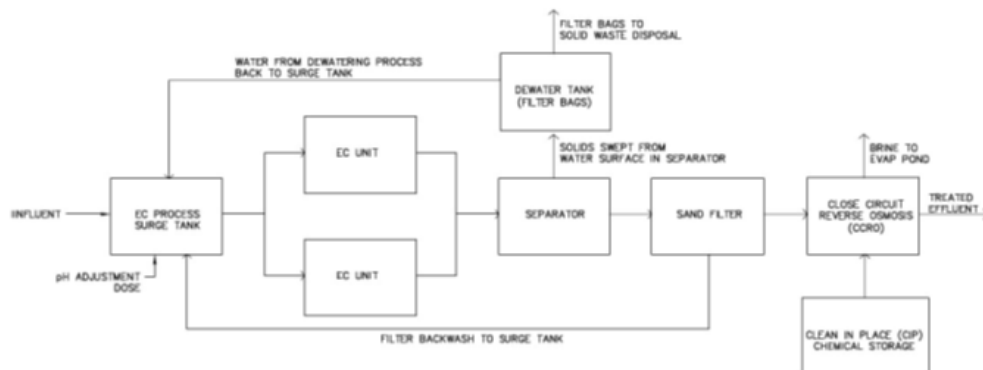 FILTER BAGS TO
SOLID WASTE DISPOSAL
WATER FROM DEWATERING PROCESS
BACK TO SURGE TANK
DEWATER TANK
(FILTER BAGS)
EC UNIT
SOLIDS SWEPT FROM
WATER SURFACE IN SEPARATOR
BRINE TO
EVAP POND
IINFLUENT
EC PROCESS
SURGE TANK
SEPARATOR
SAND FILTER
CLOSE CIRCUIT
REVERSE OSMOSIS
(CCRO)
TREATED
EFFLUENT
EC UNIT
pH ADJUSTMENT
DOSE
FILTER BACKWASH TO SURGE TANK
CLEAN IN PLACE (CIP)
CHEMICAL STORAGE